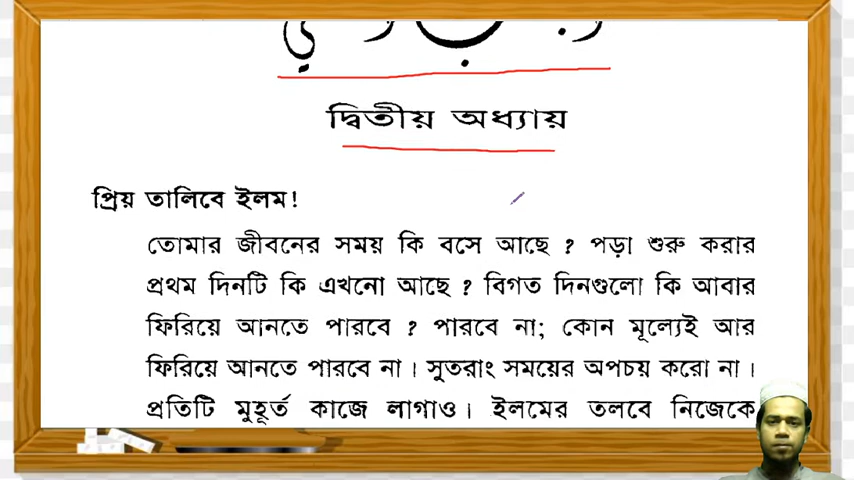 দ্বিতীয় অধ্যায়
প্রিয় তালিবে ইলম!
তোমার জীবনের সময় কি বসে আছে ? পড়া শুরু করার
প্রথম দিনটি কি এখনো আছে ? বিগত দিনগুলো কি আবার
ফিরিয়ে আনতে পারবে ? পারবে না; কোন মূল্যেই আর
ফিরিয়ে আনতে পারবে না। সুতরাং সময়ের অপচয় করো না।
প্রতিটি মুহূর্ত কাজে লাগাও। ইলমের তলবে নিজেকে